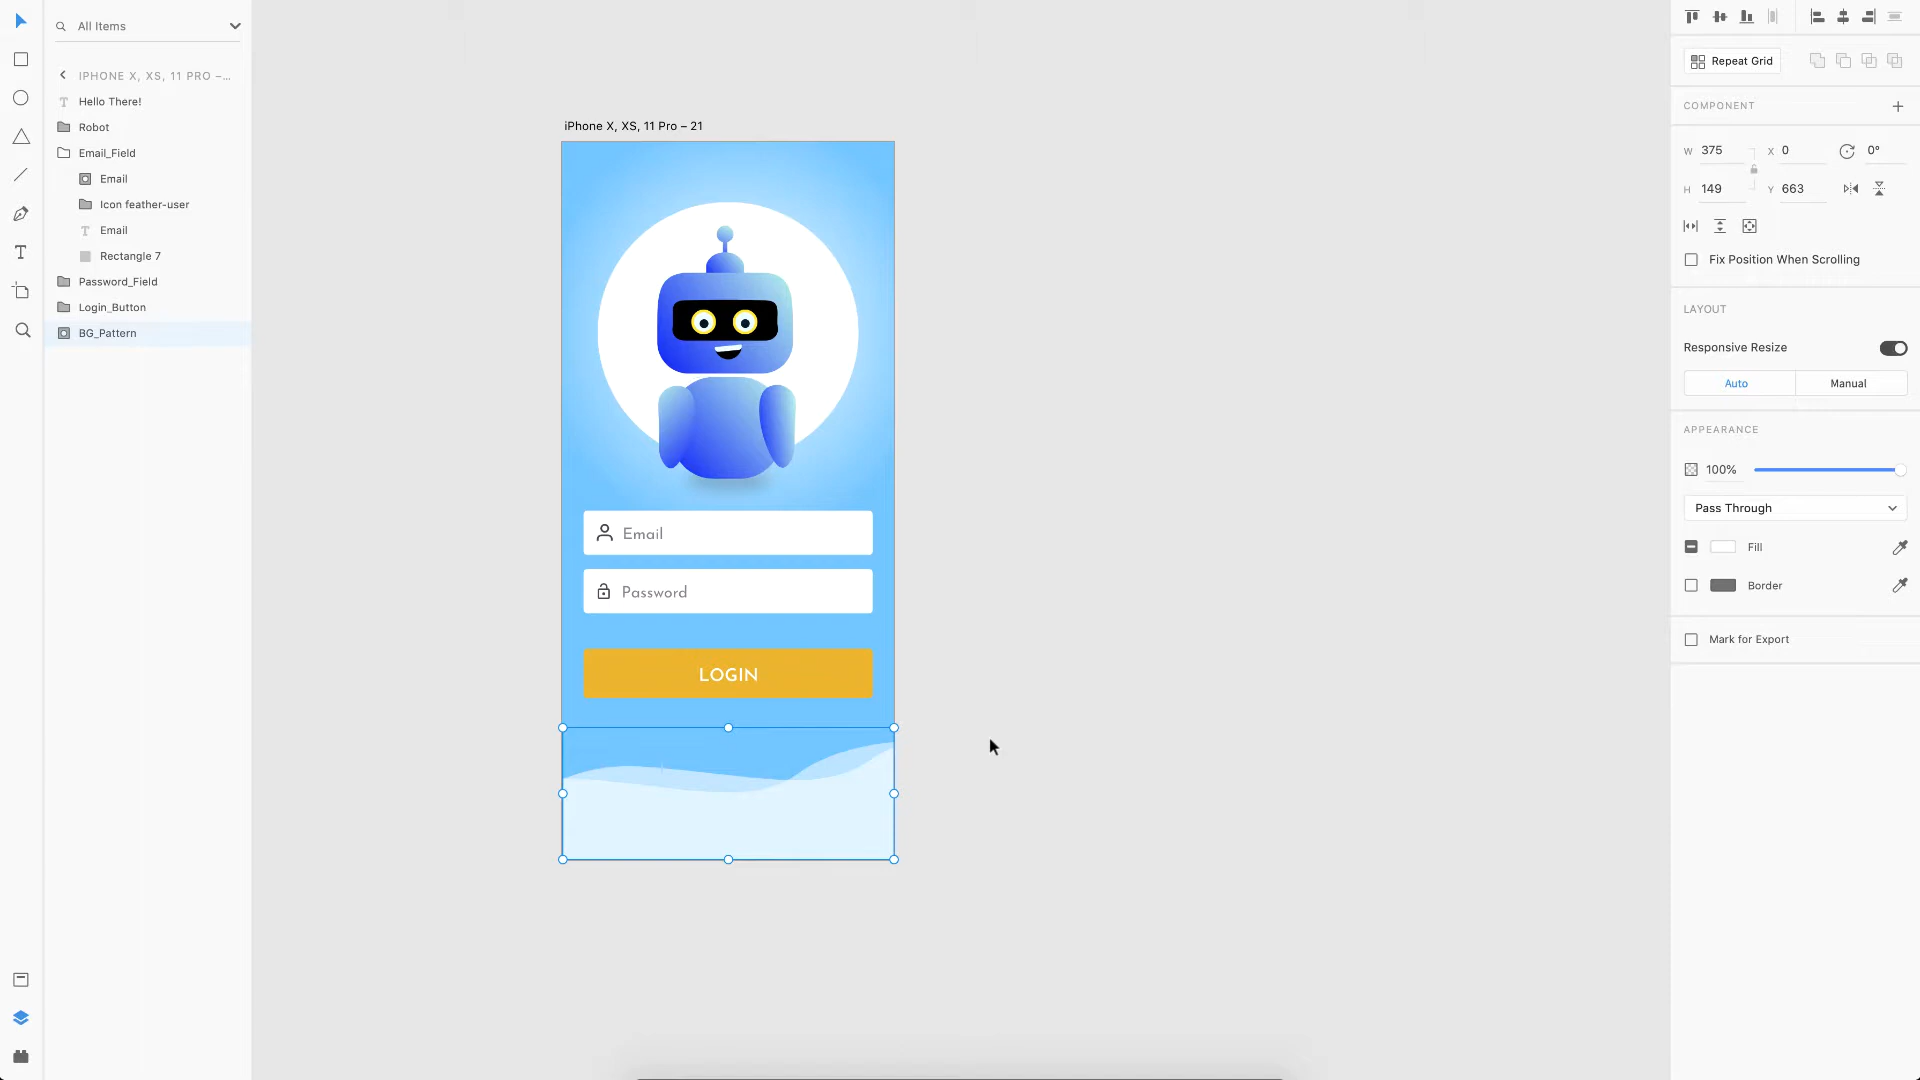 All Items
IPHONE X, XS, 11 PRO –...
Hello There!
Robot
Email_Field
Email
Icon feather-user
Email
Rectangle 7
Password_Field
Login_Button
BG_Pattern
iPhone X, XS, 11 Pro – 21
Email
Password
LOGIN
Repeat Grid
COMPONENT
W 375 X 0 0°
H 149 Y 663
Fix Position When Scrolling
LAYOUT
Responsive Resize
Auto Manual
APPEARANCE
100%
Pass Through
Fill
Border
Mark for Export